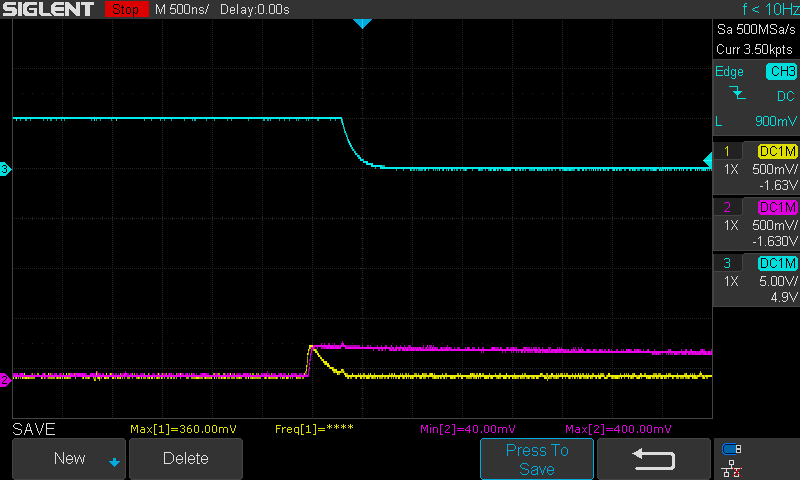 SIGLENT Stop M 500ns/ Delay:0.00s f < 10Hz
Sa 500MSa/s
Curr 3.50kpts
Edge CH3
DC
L 900mV
1 DC1M
1X 500mV/
-1.63V
2 DC1M
1X 500mV/
-1.630V
3 DC1M
1X 5.00V/
4.9V
3
2
SAVE Max[1]=360.00mV Freq[1]=**** Min[2]=40.00mV Max[2]=400.00mV
New Delete Press To
Save